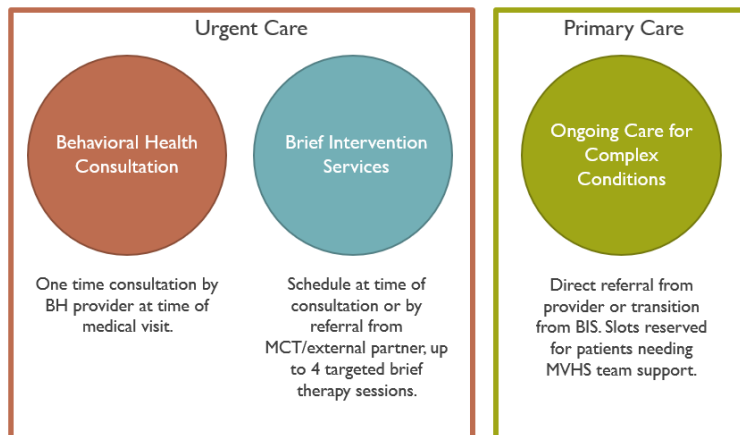 Urgent Care
Behavioral Health
Consultation
One time consultation by
BH provider at time of
medical visit.
Brief Intervention
Services
Schedule at time of
consultation or by
referral from
MCT/external partner, up
to 4 targeted brief
therapy sessions.
Primary Care
Ongoing Care for
Complex
Conditions
Direct referral from
provider or transition
from BIS. Slots reserved
for patients needing
MVHS team support.